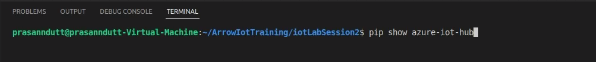 PROBLEMS OUTPUT DEBUG CONSOLE TERMINAL
prasanndutt@prasanndutt-Virtual-Machine:~/ArrowIotTraining/iotLabSession2$ pip show azure-iot-hub